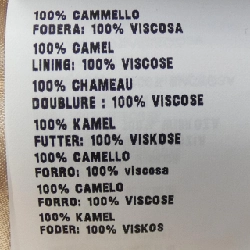 100% CAMMELLO
FODERA: 100% VISCOSA
100% CAMEL
LINING: 100% VISCOSE
100% CHAMEAU
DOUBLURE : 100% VISCOSE
100% KAMEL
FUTTER: 100% VISKOSE
100% CAMELLO
FORRO: 100% viscosa
100% CAMELO
FORRO: 100% VISCOSE
100% KAMEL
FODER: 100% VISKOS